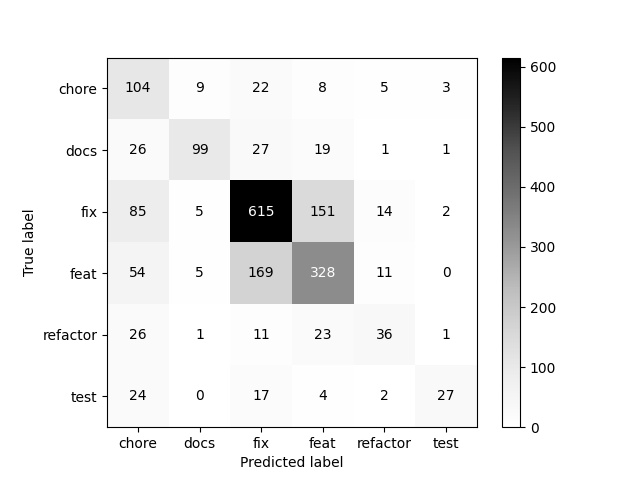 chore 104 9 22 8 5 3
docs 26 99 27 19 1 1
fix 85 5 615 151 14 2
feat 54 5 169 328 11 0
refactor 26 1 11 23 36 1
test 24 0 17 4 2 27
chore docs fix feat refactor test
Predicted label
True label
600
500
400
300
200
100
0